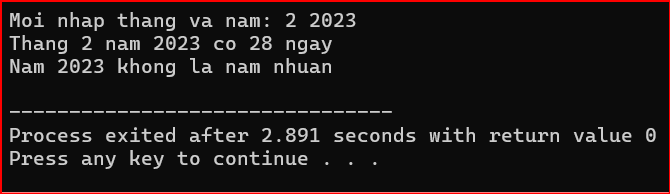 Moi nhap thang va nam: 2 2023
Thang 2 nam 2023 co 28 ngay
Nam 2023 khong la nam nhuan
--------------------------------
Process exited after 2.891 seconds with return value 0
Press any key to continue . . .